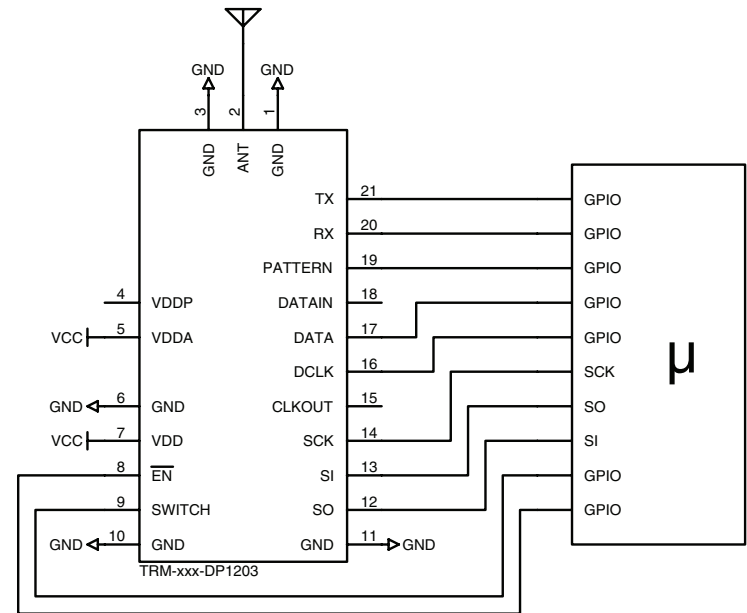 GND
GND
3
2
1
GND
ANT
GND
TX 21 GPIO
RX 20 GPIO
PATTERN 19 GPIO
4 VDDP DATAIN 18 GPIO
VCC 5 VDDA DATA 17 GPIO
DCLK 16 SCK
GND 6 GND CLKOUT 15 SO
VCC 7 VDD SCK 14 SI
8 EN SI 13 GPIO
9 SWITCH SO 12 GPIO
GND 10 GND GND 11 GND
TRM-xxx-DP1203
µ